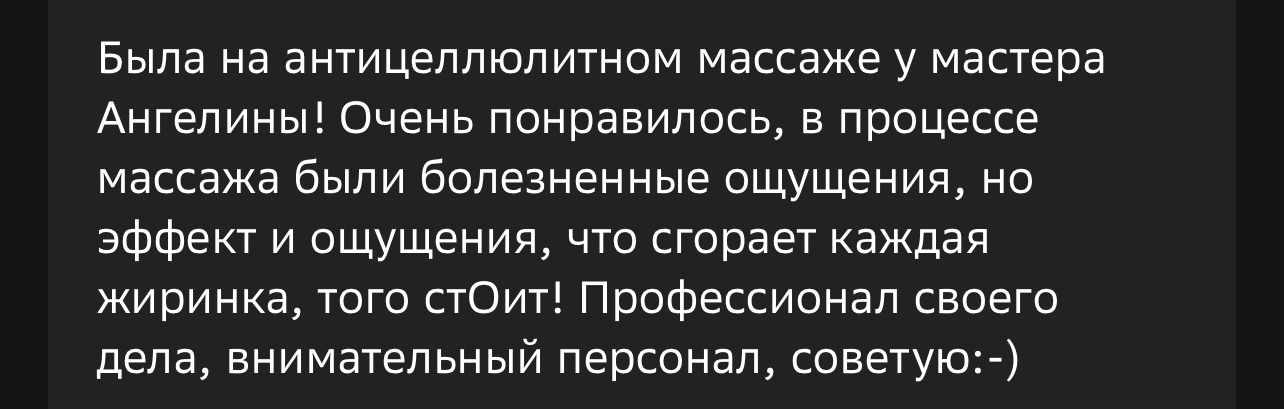 Была на антицеллюлитном массаже у мастера
Ангелины! Очень понравилось, в процессе
массажа были болезненные ощущения, но
эффект и ощущения, что сгорает каждая
жиринка, того стОит! Профессионал своего
дела, внимательный персонал, советую:-)